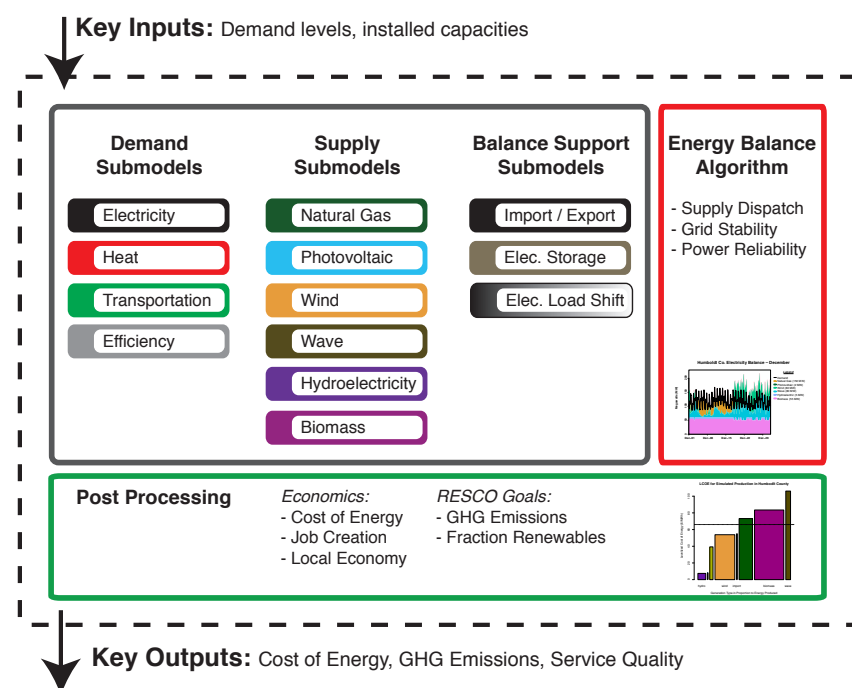 Key Inputs: Demand levels, installed capacities
Demand
Submodels
Electricity
Heat
Transportation
Efficiency
Supply
Submodels
Natural Gas
Photovoltaic
Wind
Wave
Hydroelectricity
Biomass
Balance Support
Submodels
Import / Export
Elec. Storage
Elec. Load Shift
Energy Balance
Algorithm
- Supply Dispatch
- Grid Stability
- Power Reliability
Humboldt Co. Electricity Balance – December
Post Processing
Economics:
- Cost of Energy
- Job Creation
- Local Economy
RESCO Goals:
- GHG Emissions
- Fraction Renewables
LCOE for Simulated Production in Humboldt County
Key Outputs: Cost of Energy, GHG Emissions, Service Quality